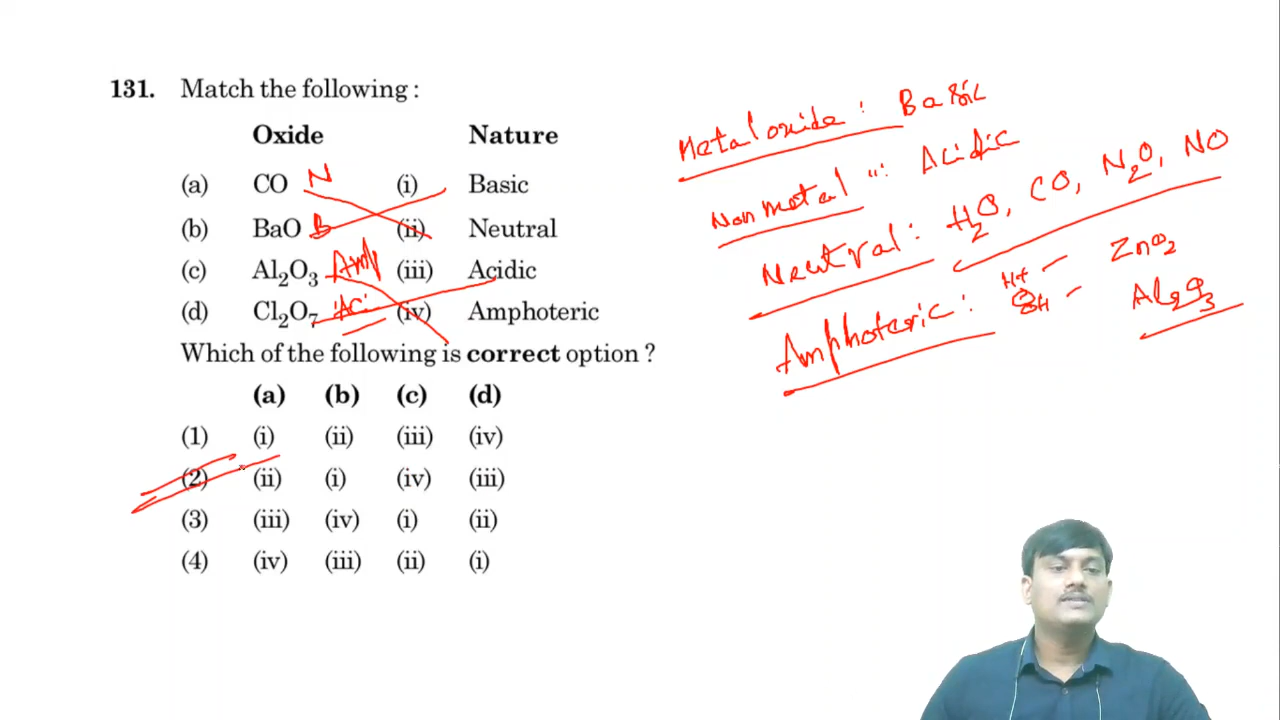 131. Match the following :
Oxide Nature
(a) CO N (i) Basic
(b) BaO B (ii) Neutral
(c) Al₂O₃ Amp (iii) Acidic
(d) Cl₂O₇ Ac. (iv) Amphoteric
Which of the following is correct option ?
(a) (b) (c) (d)
(1) (i) (ii) (iii) (iv)
(2) (ii) (i) (iv) (iii)
(3) (iii) (iv) (i) (ii)
(4) (iv) (iii) (ii) (i)
Metal oxide : Basic
Non metal " : Acidic
Neutral : H₂O, CO, N₂O, NO
Amphoteric : H+ — ZnO₂
OH — Al₂O₃